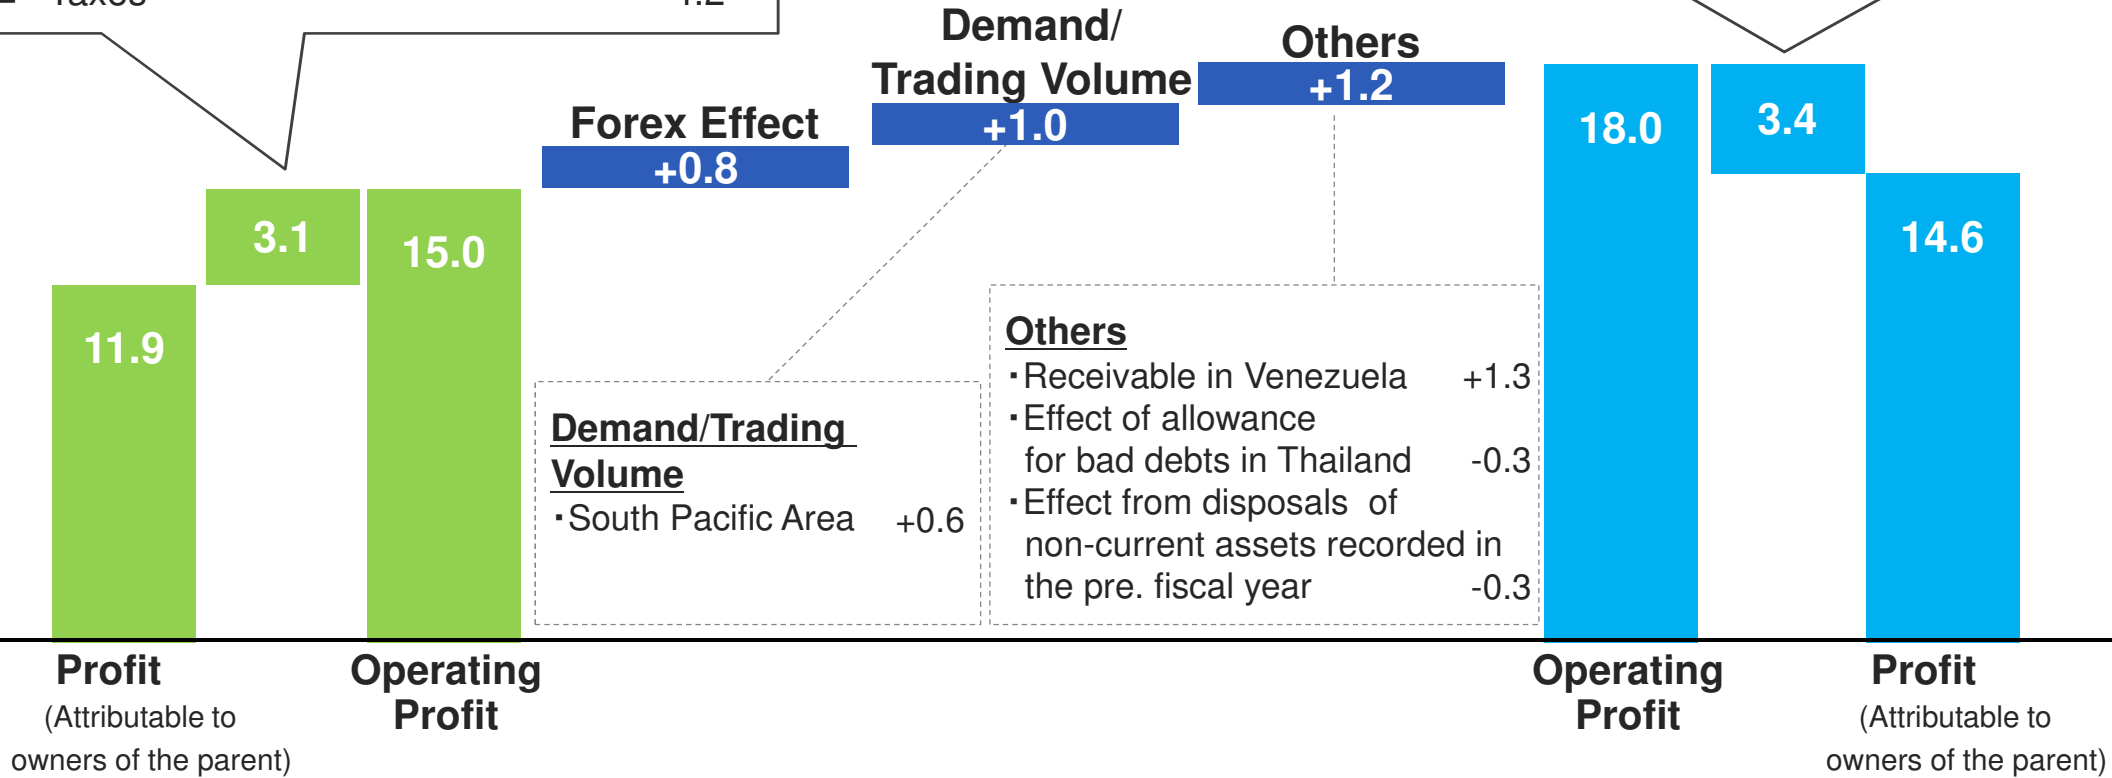 Demand/
Trading Volume
+1.0
Others
+1.2
Forex Effect
+0.8
11.9
3.1
15.0
18.0
3.4
14.6
Demand/Trading
Volume
・South Pacific Area +0.6
Others
・Receivable in Venezuela +1.3
・Effect of allowance
for bad debts in Thailand -0.3
・Effect from disposals of
non-current assets recorded in
the pre. fiscal year -0.3
Profit
(Attributable to
owners of the parent)
Operating
Profit
Operating
Profit
Profit
(Attributable to
owners of the parent)